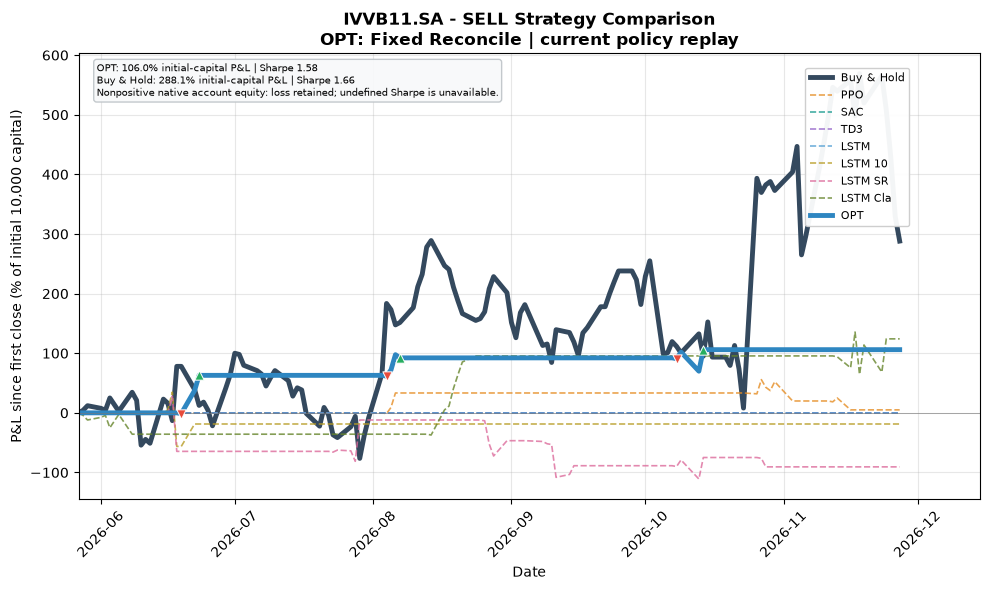 IVVB11.SA - SELL Strategy Comparison
OPT: Fixed Reconcile | current policy replay
OPT: 106.0% initial-capital P&L | Sharpe 1.58
Buy & Hold: 288.1% initial-capital P&L | Sharpe 1.66
Nonpositive native account equity: loss retained; undefined Sharpe is unavailable.
Buy & Hold
PPO
SAC
TD3
LSTM
LSTM 10
LSTM SR
LSTM Cla
OPT
P&L since first close (% of initial 10,000 capital)
600
500
400
300
200
100
0
−100
2026-06
2026-07
2026-08
2026-09
2026-10
2026-11
2026-12
Date